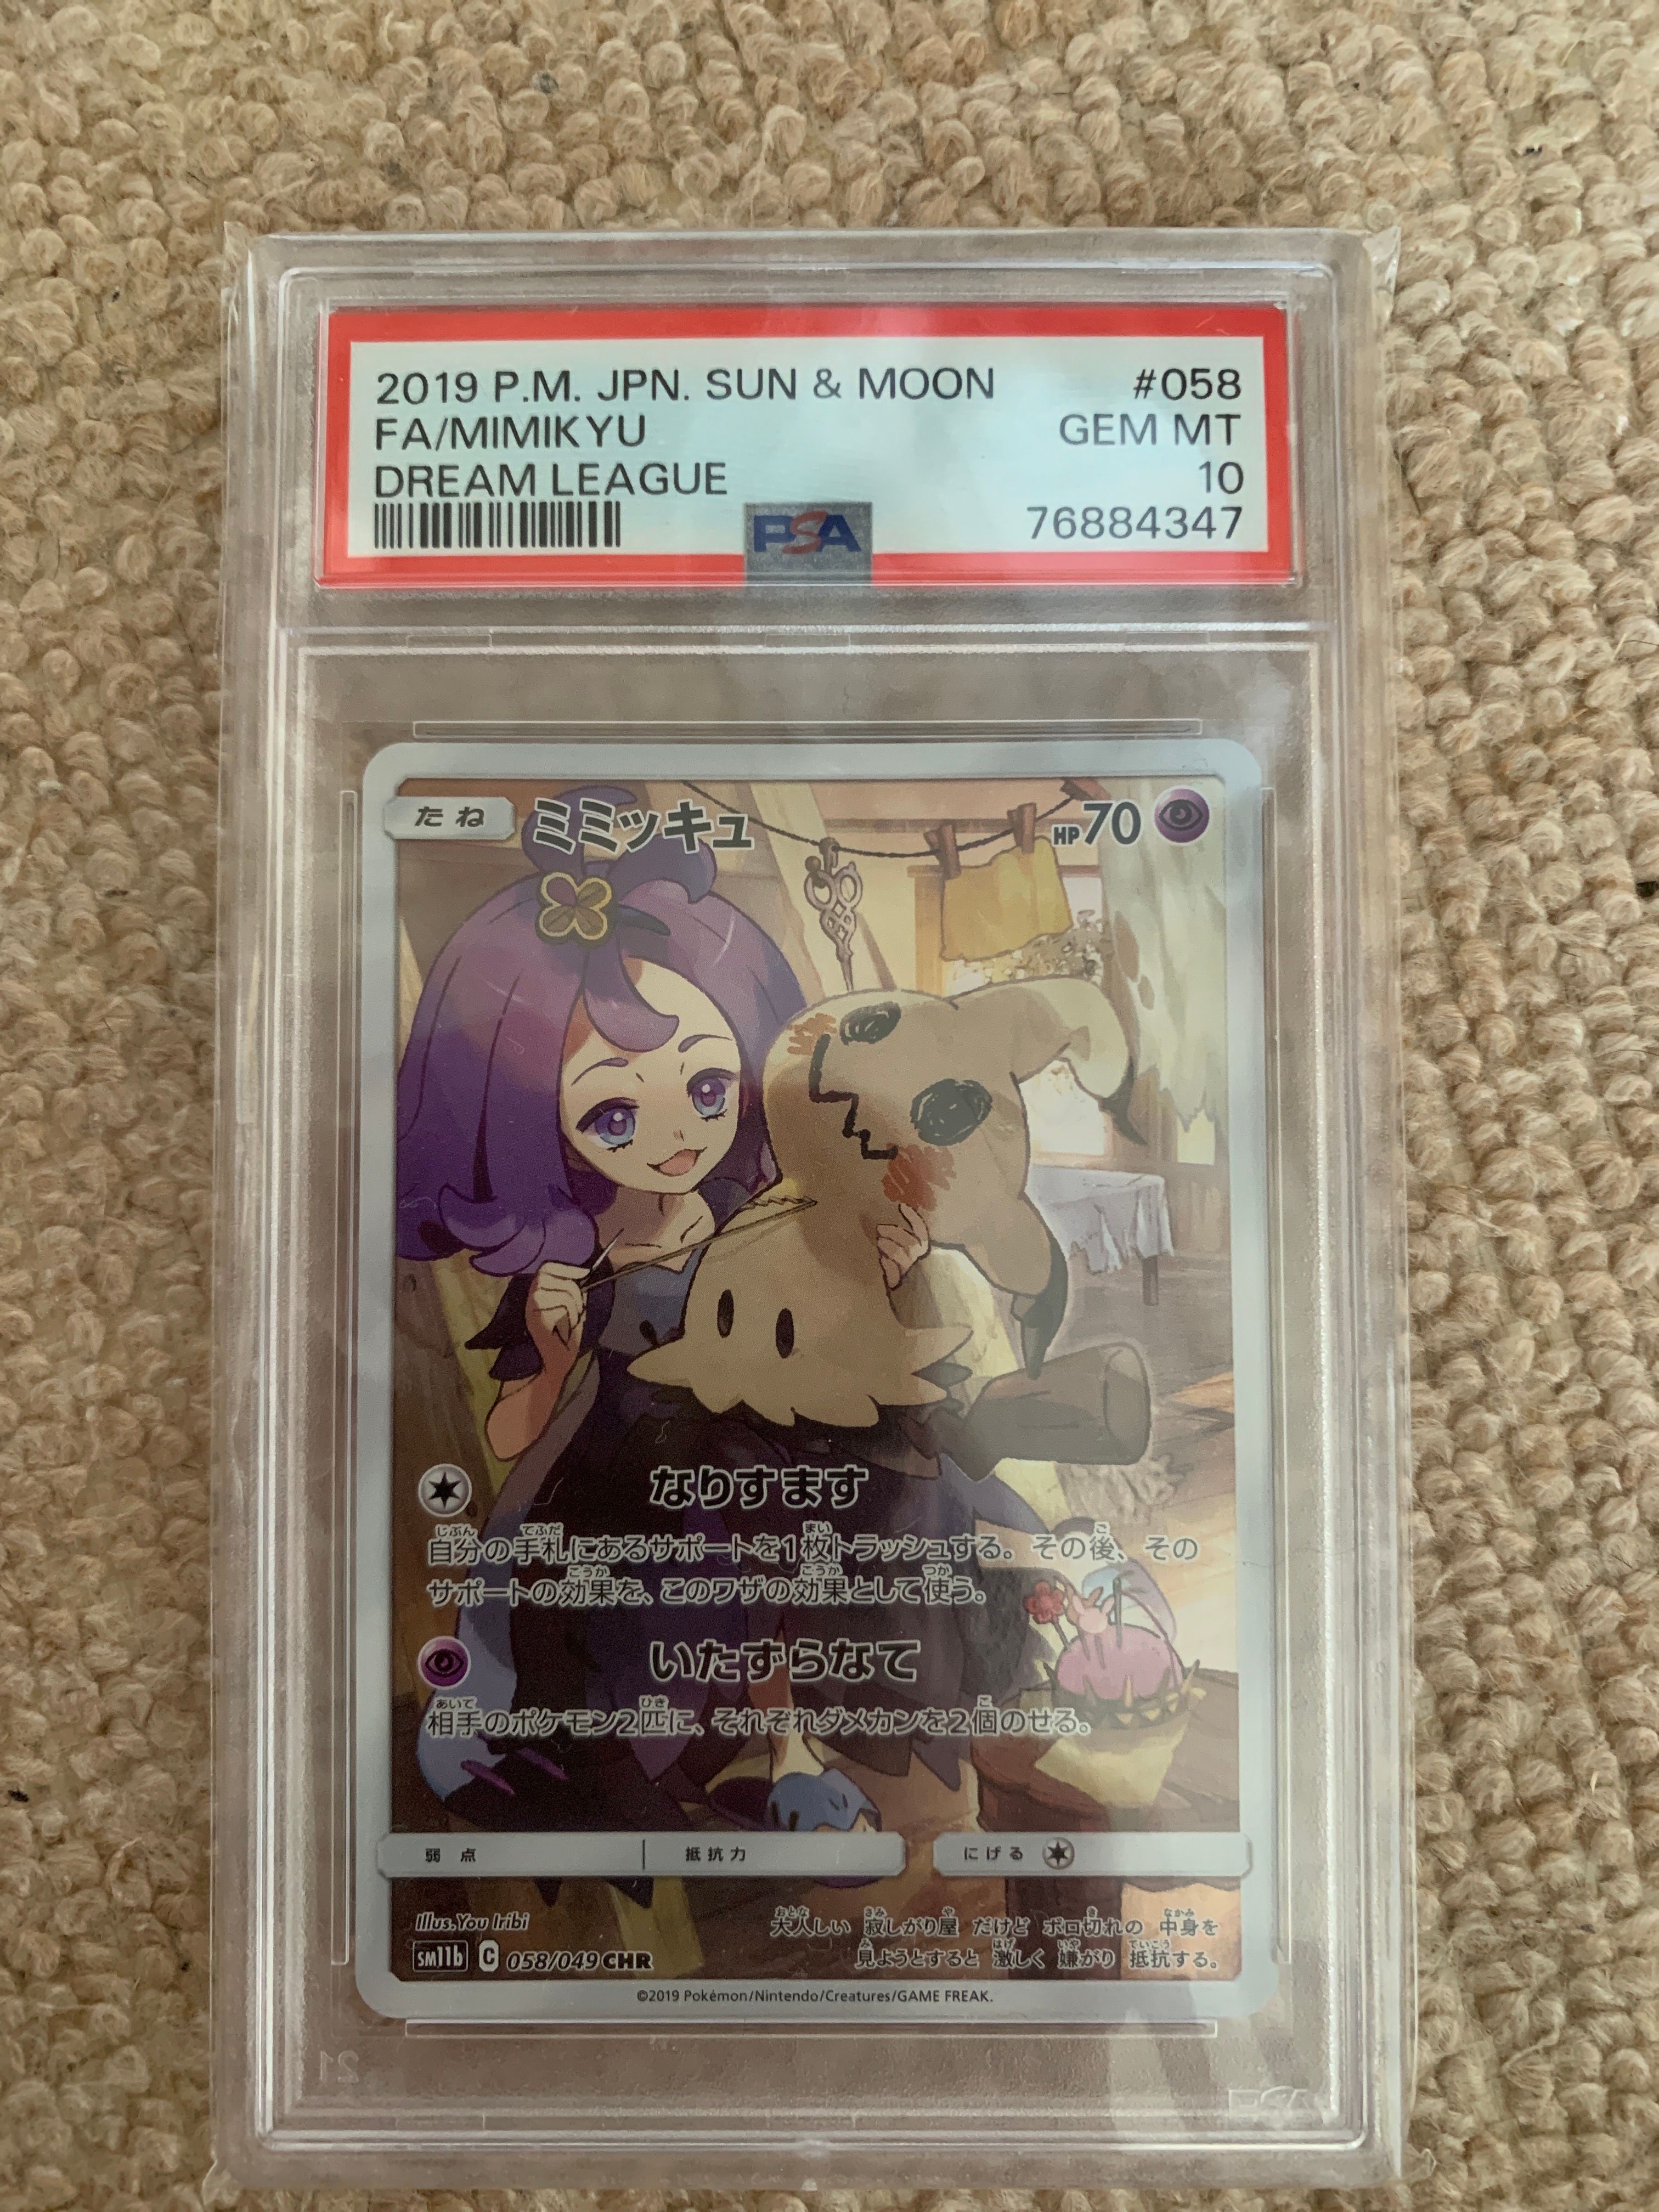 2019 P.M. JPN. SUN & MOON #058
FA/MIMIKYU GEM MT
DREAM LEAGUE 10
PSA 76884347
たね ミミッキュ HP70
なりすます
自分の手札にあるサポートを1枚トラッシュする。その後、その
サポートの効果を、このワザの効果として使う。
いたずらなて
相手のポケモン2匹に、それぞれダメカンを2個のせる。
弱点 抵抗力 にげる
Illus.You Iribi
大人しい 寂しがり屋 だけど ボロ切れの 中身を
見ようとすると 激しく 嫌がり 抵抗する。
SM11b C 058/049 CHR
©2019 Pokémon/Nintendo/Creatures/GAME FREAK.
PSA